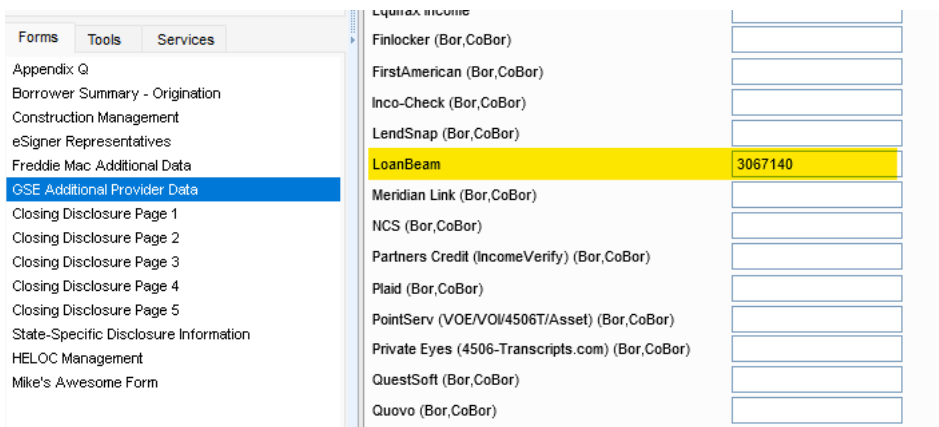 Forms Tools Services
Appendix Q
Borrower Summary - Origination
Construction Management
eSigner Representatives
Freddie Mac Additional Data
GSE Additional Provider Data
Closing Disclosure Page 1
Closing Disclosure Page 2
Closing Disclosure Page 3
Closing Disclosure Page 4
Closing Disclosure Page 5
State-Specific Disclosure Information
HELOC Management
Mike's Awesome Form
Equifax Income
Finlocker (Bor,CoBor)
FirstAmerican (Bor,CoBor)
Inco-Check (Bor,CoBor)
LendSnap (Bor,CoBor)
LoanBeam 3067140
Meridian Link (Bor,CoBor)
NCS (Bor,CoBor)
Partners Credit (IncomeVerify) (Bor,CoBor)
Plaid (Bor,CoBor)
PointServ (VOE/VOI/4506T/Asset) (Bor,CoBor)
Private Eyes (4506-Transcripts.com) (Bor,CoBor)
QuestSoft (Bor,CoBor)
Quovo (Bor,CoBor)